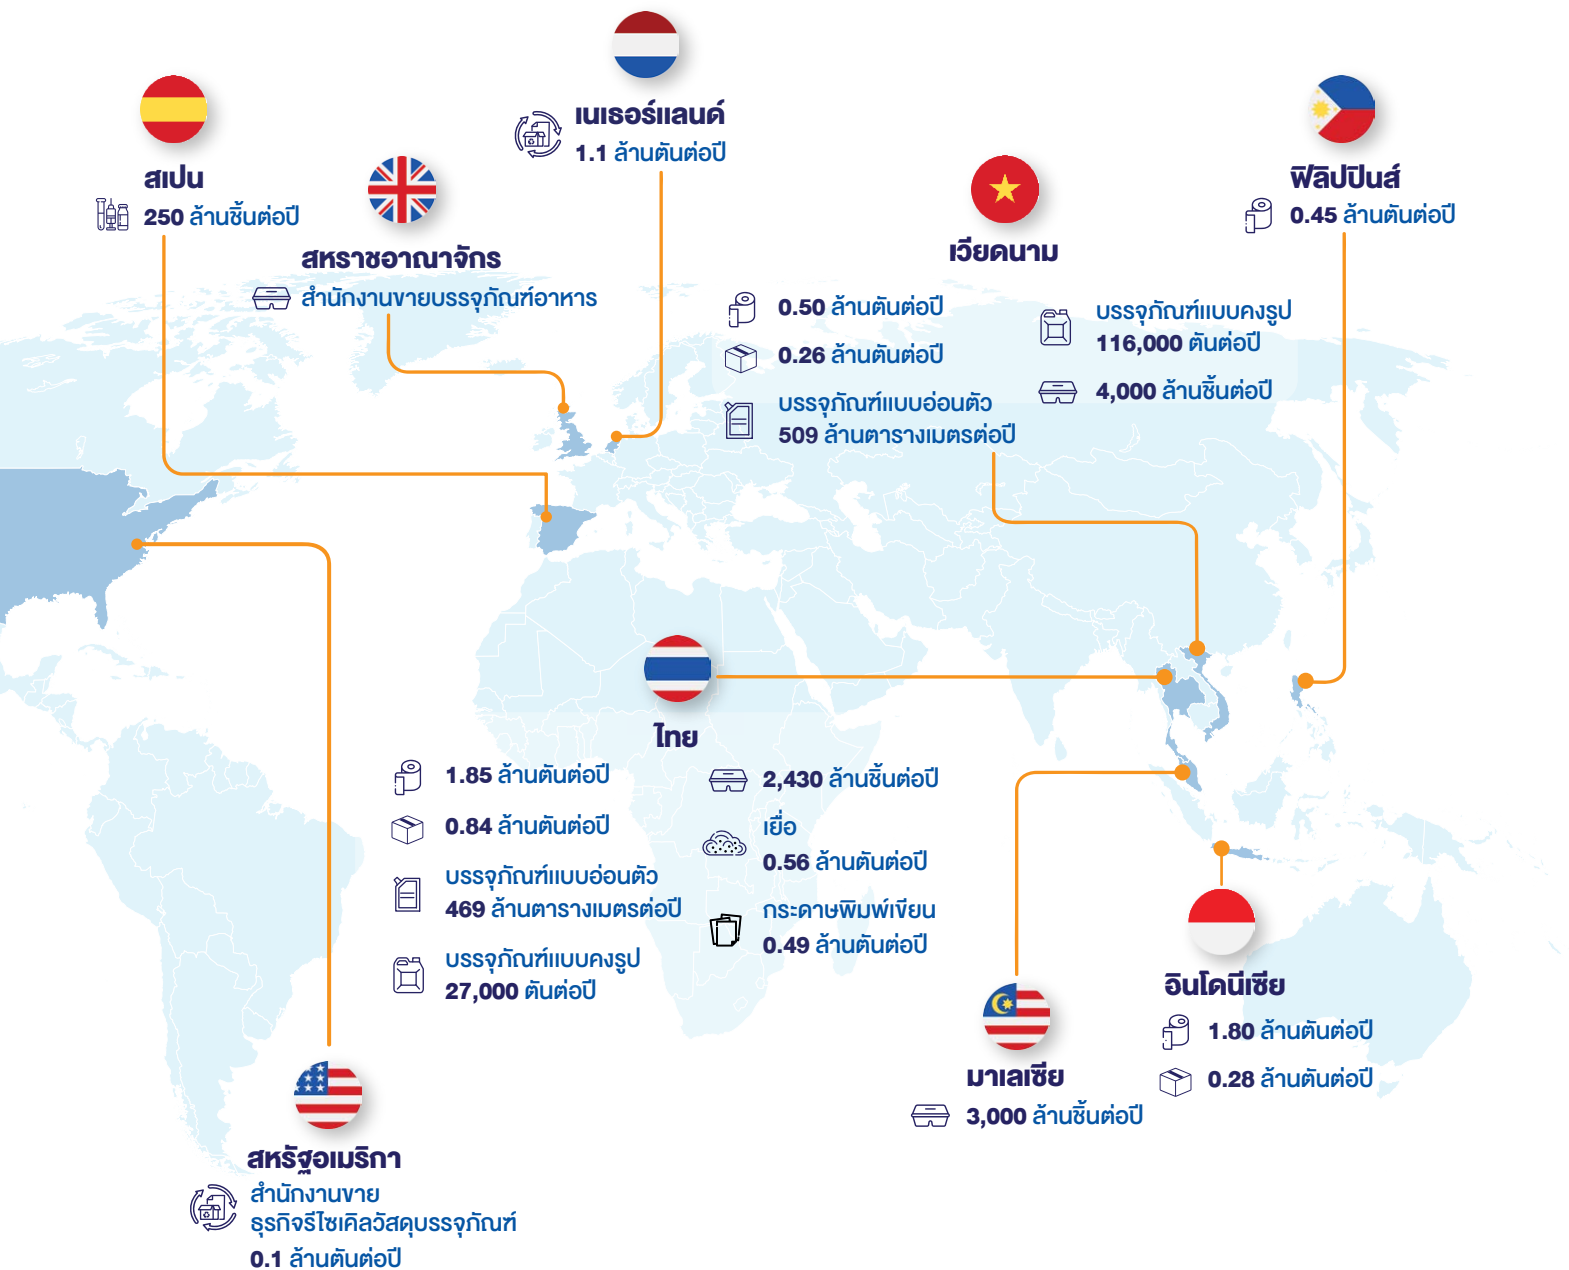 เนเธอร์แลนด์
1.1 ล้านตันต่อปี
สเปน
250 ล้านชิ้นต่อปี
สหราชอาณาจักร
สำนักงานขายบรรจุภัณฑ์อาหาร
เวียดนาม
0.50 ล้านตันต่อปี
0.26 ล้านตันต่อปี
บรรจุภัณฑ์แบบอ่อนตัว
509 ล้านตารางเมตรต่อปี
บรรจุภัณฑ์แบบคงรูป
116,000 ตันต่อปี
4,000 ล้านชิ้นต่อปี
ฟิลิปปินส์
0.45 ล้านตันต่อปี
ไทย
1.85 ล้านตันต่อปี
0.84 ล้านตันต่อปี
บรรจุภัณฑ์แบบอ่อนตัว
469 ล้านตารางเมตรต่อปี
บรรจุภัณฑ์แบบคงรูป
27,000 ตันต่อปี
2,430 ล้านชิ้นต่อปี
เยื่อ
0.56 ล้านตันต่อปี
กระดาษพิมพ์เขียน
0.49 ล้านตันต่อปี
อินโดนีเซีย
1.80 ล้านตันต่อปี
0.28 ล้านตันต่อปี
มาเลเซีย
3,000 ล้านชิ้นต่อปี
สหรัฐอเมริกา
สำนักงานขาย
ธุรกิจรีไซเคิลวัสดุบรรจุภัณฑ์
0.1 ล้านตันต่อปี